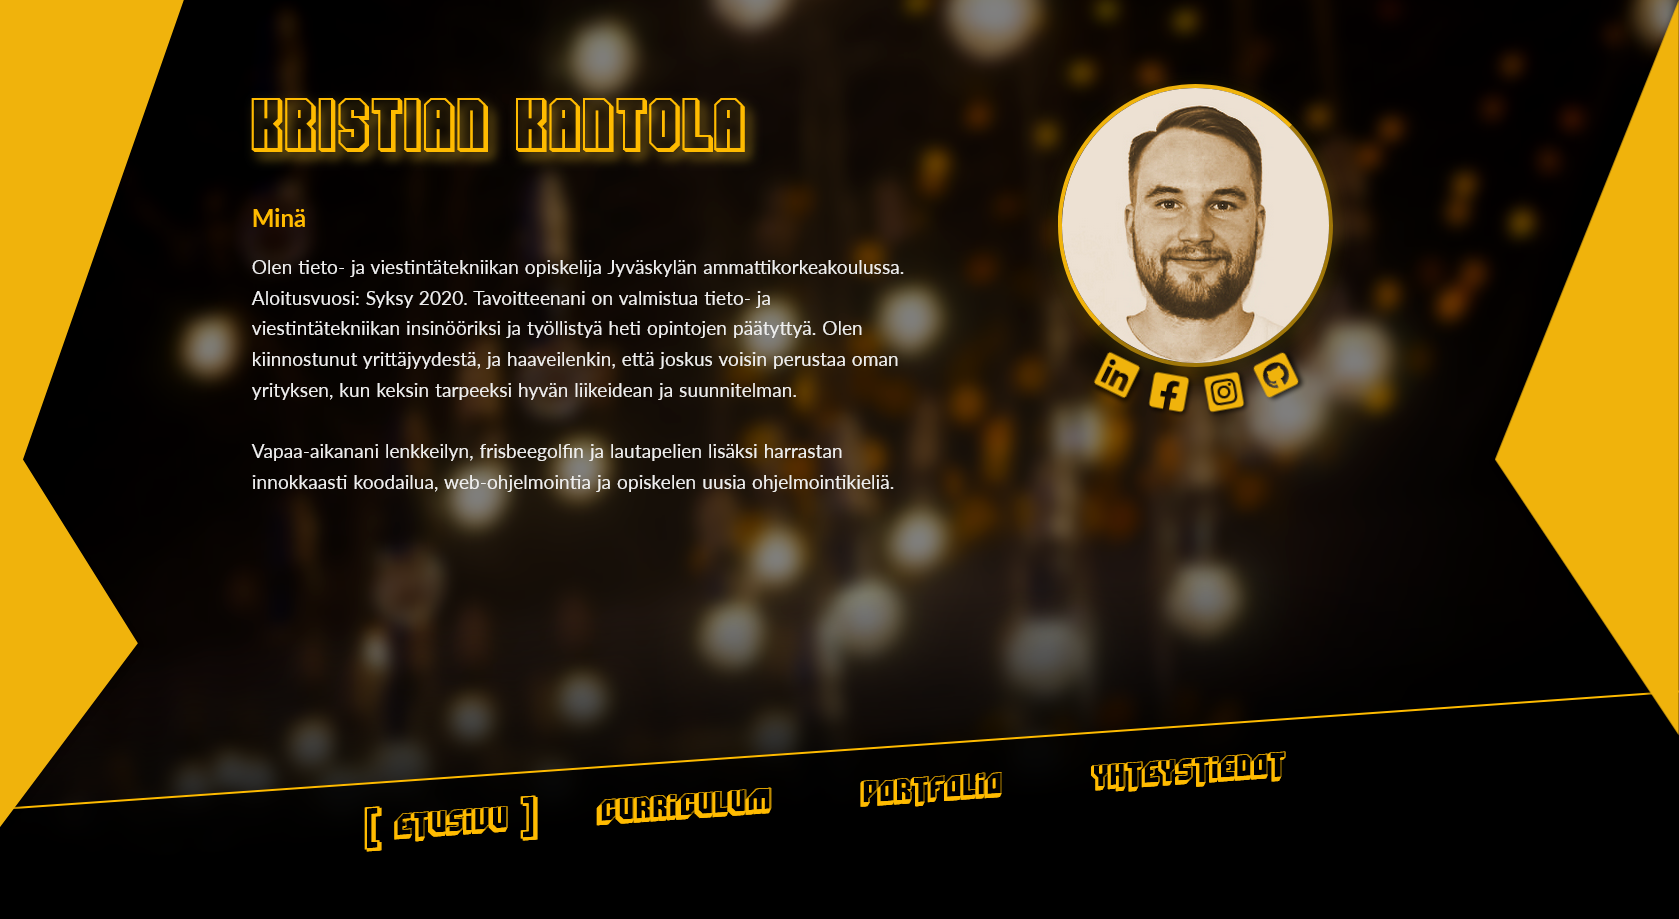 KRISTIAN KANTOLA
Minä
Olen tieto- ja viestintätekniikan opiskelija Jyväskylän ammattikorkeakoulussa.
Aloitusvuosi: Syksy 2020. Tavoitteenani on valmistua tieto- ja
viestintätekniikan insinööriksi ja työllistyä heti opintojen päätyttyä. Olen
kiinnostunut yrittäjyydestä, ja haaveilenkin, että joskus voisin perustaa oman
yrityksen, kun keksin tarpeeksi hyvän liikeidean ja suunnitelman.
Vapaa-aikanani lenkkeilyn, frisbeegolfin ja lautapelien lisäksi harrastan
innokkaasti koodailua, web-ohjelmointia ja opiskelen uusia ohjelmointikieliä.
in f
[ ETUSiVU ] CURRiCULUM PORTFOLiO YHTEYSTiEDOT